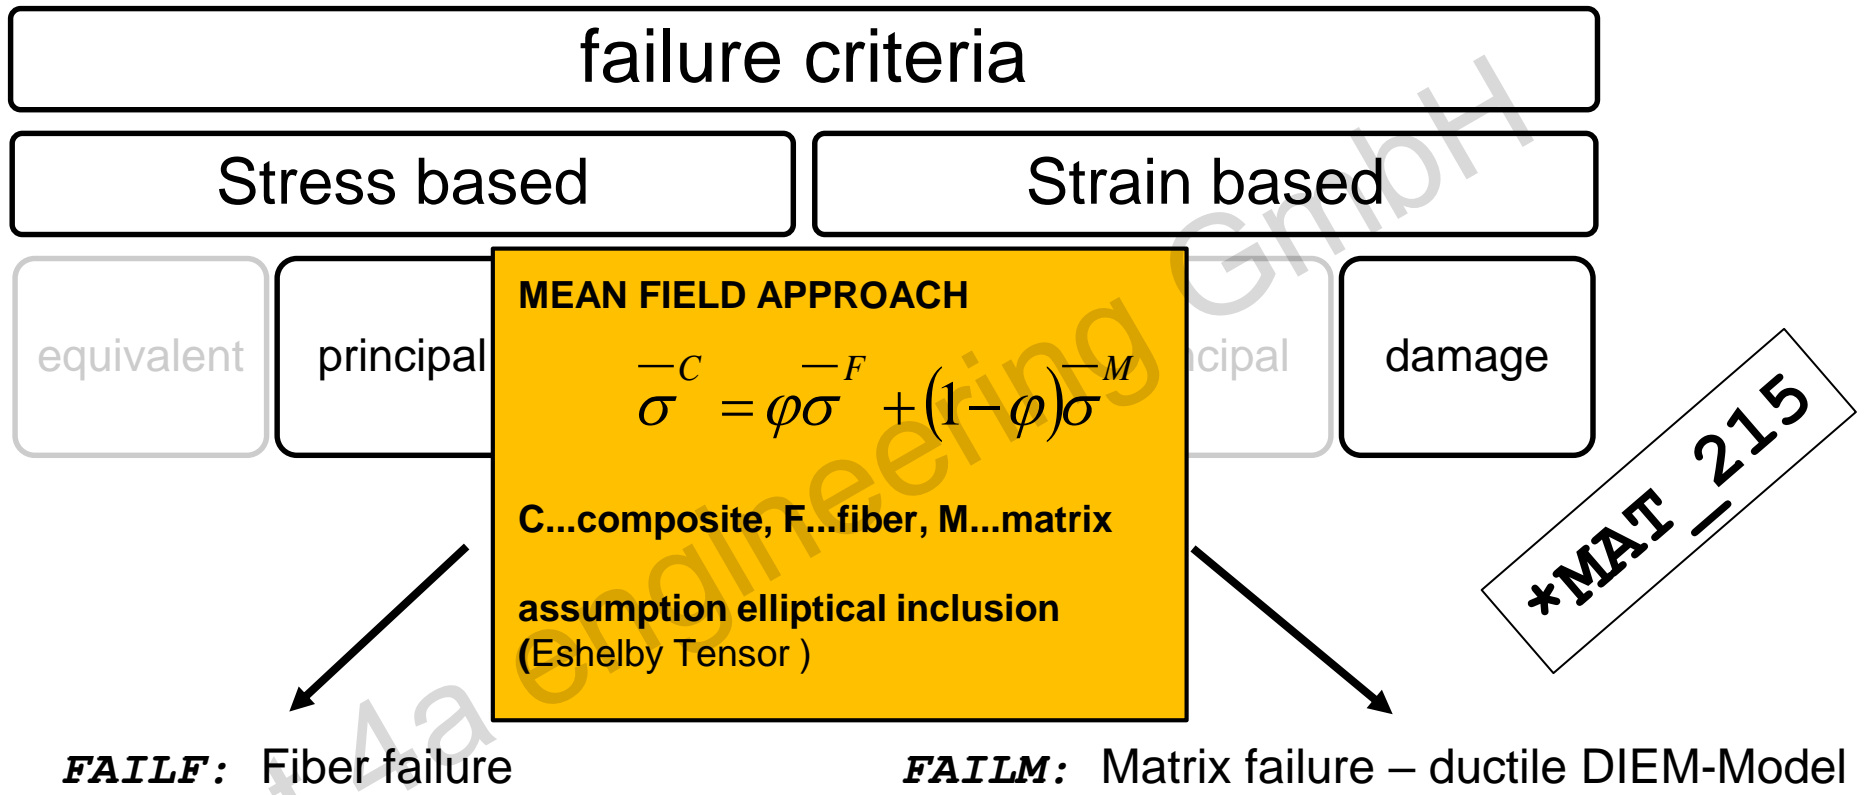 failure criteria
Stress based
Strain based
equivalent
principal
MEAN FIELD APPROACH
σ̅^C = φσ̅^F + (1−φ)σ̅^M
C...composite, F...fiber, M...matrix
assumption elliptical inclusion
(Eshelby Tensor )
damage
*MAT_215
FAILF: Fiber failure
FAILM: Matrix failure – ductile DIEM-Model
4a engineering GmbH